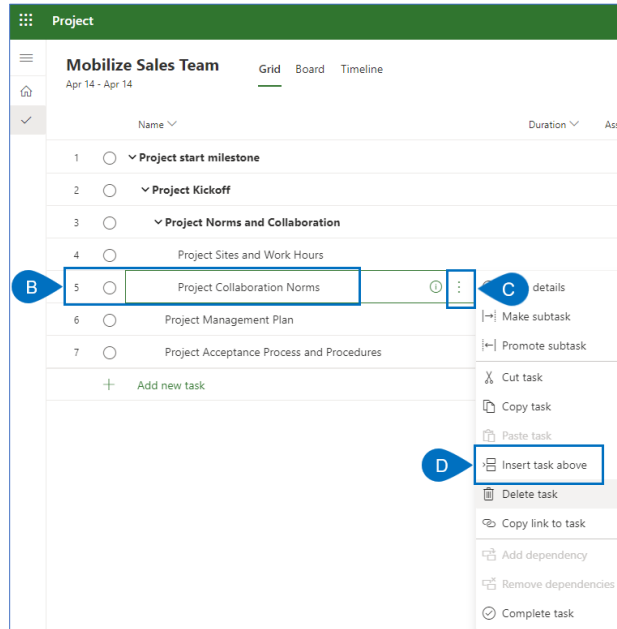 Project
Mobilize Sales Team
Grid Board Timeline
Apr 14 - Apr 14
Name Duration
1 Project start milestone
2 Project Kickoff
3 Project Norms and Collaboration
4 Project Sites and Work Hours
B 5 Project Collaboration Norms C details
6 Project Management Plan
7 Project Acceptance Process and Procedures
Add new task
Make subtask
Promote subtask
Cut task
Copy task
Paste task
D Insert task above
Delete task
Copy link to task
Add dependency
Remove dependencies
Complete task